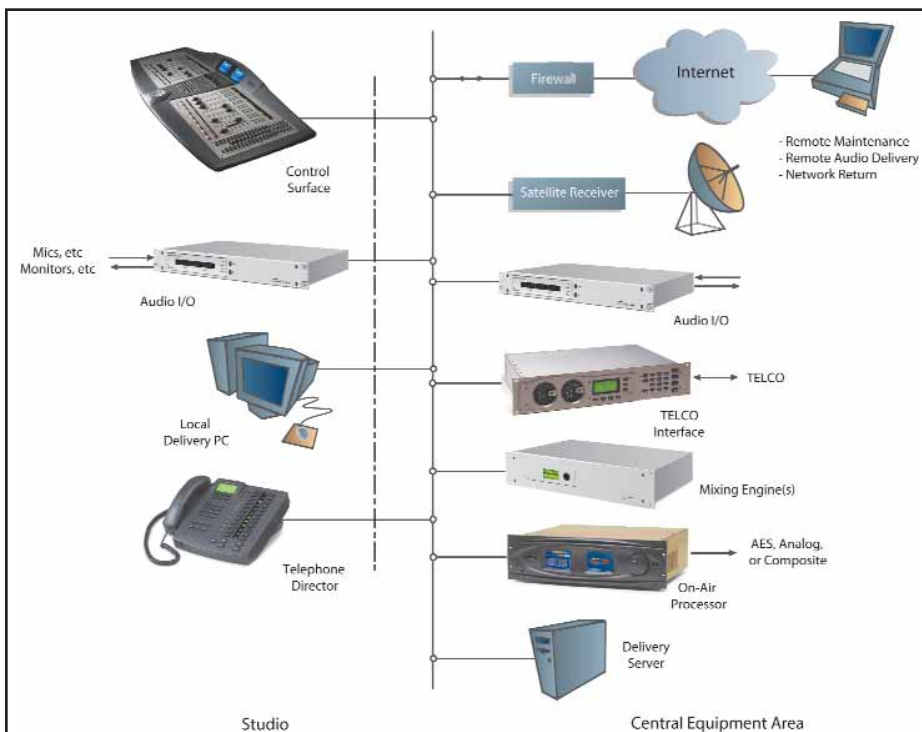 Control
Surface
Mics, etc
Monitors, etc
Audio I/O
Local
Delivery PC
Telephone
Director
Studio
Firewall
Internet
- Remote Maintenance
- Remote Audio Delivery
- Network Return
Satellite Receiver
Audio I/O
TELCO
TELCO
Interface
Mixing Engine(s)
AES, Analog,
or Composite
On-Air
Processor
Delivery
Server
Central Equipment Area